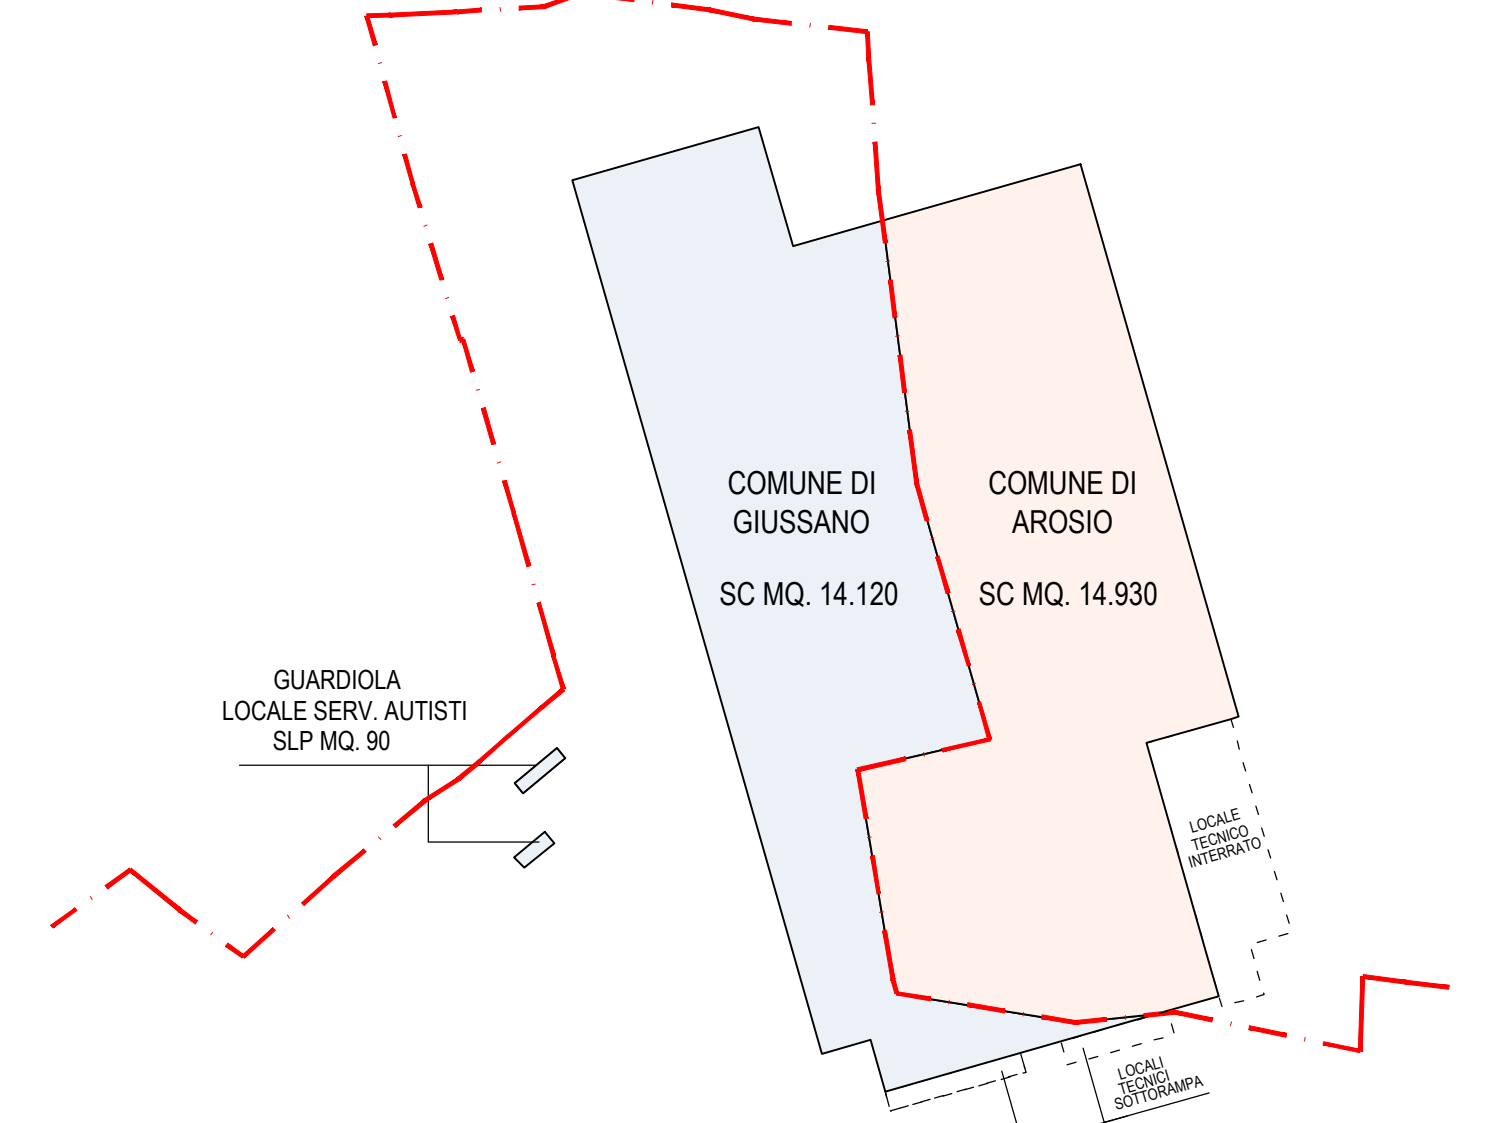 COMUNE DI
GIUSSANO
SC MQ. 14.120
COMUNE DI
AROSIO
SC MQ. 14.930
GUARDIOLA
LOCALE SERV. AUTISTI
SLP MQ. 90
LOCALE
TECNICO
INTERRATO
LOCALI
TECNICI
SOTTORAMPA